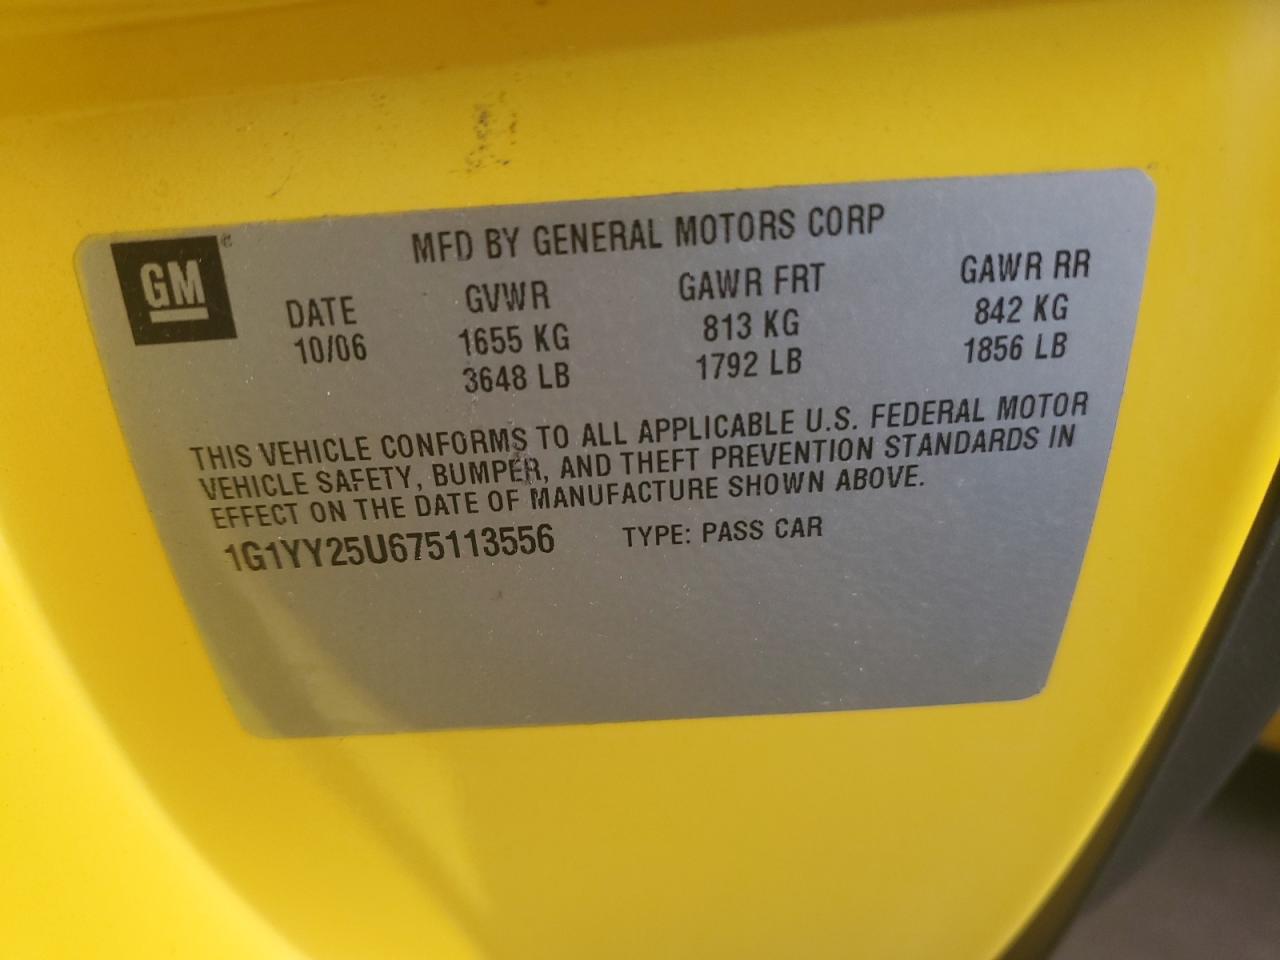 GM
MFD BY GENERAL MOTORS CORP
DATE GVWR GAWR FRT GAWR RR
10/06 1655 KG 813 KG 842 KG
3648 LB 1792 LB 1856 LB
THIS VEHICLE CONFORMS TO ALL APPLICABLE U.S. FEDERAL MOTOR
VEHICLE SAFETY, BUMPER, AND THEFT PREVENTION STANDARDS IN
EFFECT ON THE DATE OF MANUFACTURE SHOWN ABOVE.
1G1YY25U675113556 TYPE: PASS CAR